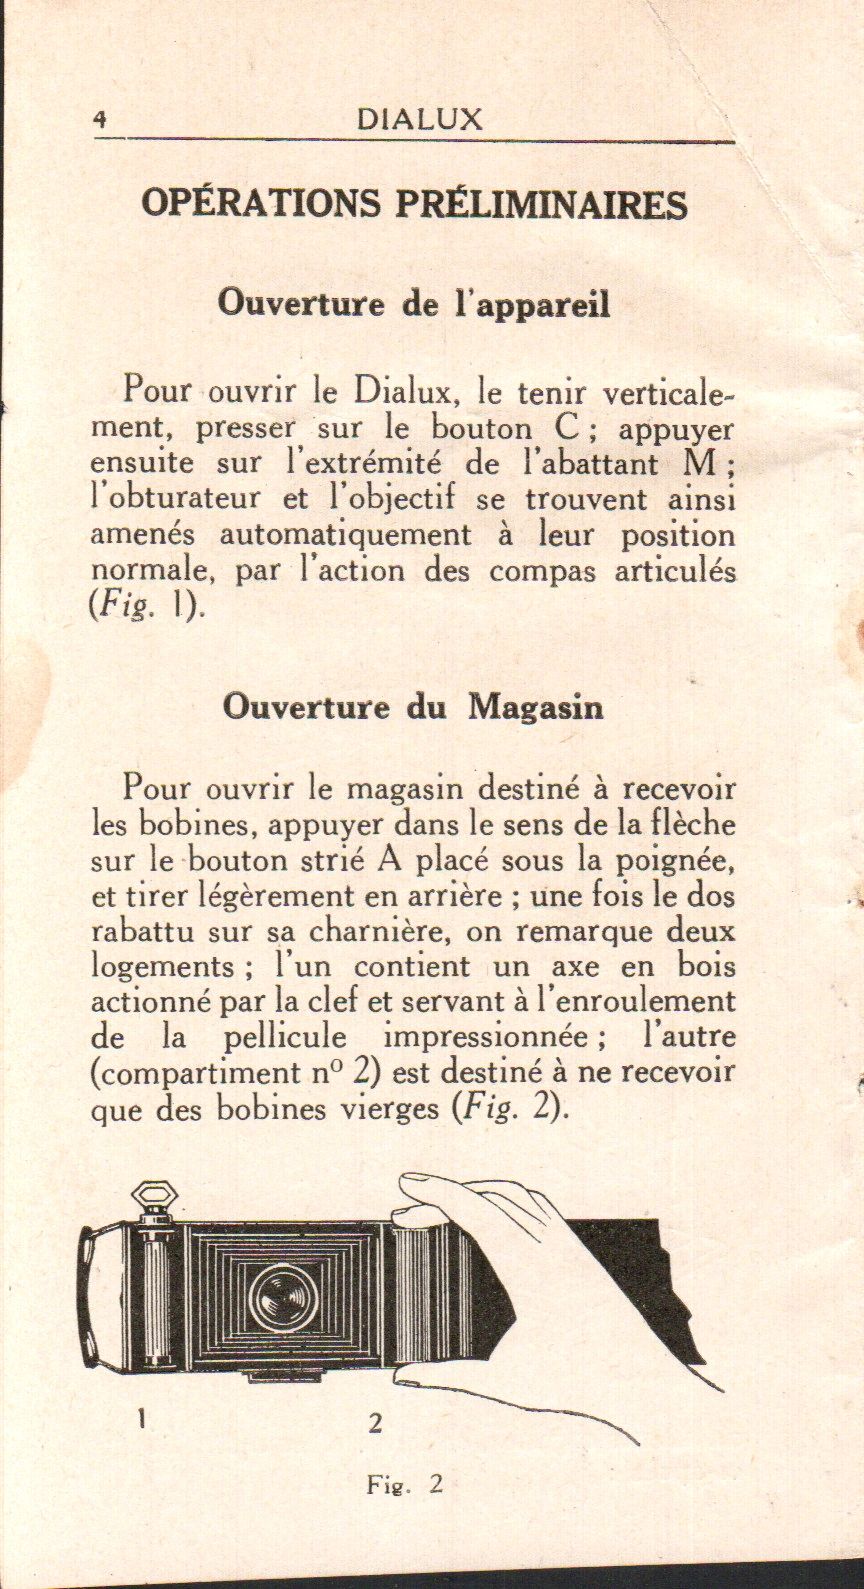 4 DIALUX
OPÉRATIONS PRÉLIMINAIRES
Ouverture de l'appareil
Pour ouvrir le Dialux, le tenir verticale-
ment, presser sur le bouton C ; appuyer
ensuite sur l'extrémité de l'abattant M ;
l'obturateur et l'objectif se trouvent ainsi
amenés automatiquement à leur position
normale, par l'action des compas articulés
(Fig. 1).
Ouverture du Magasin
Pour ouvrir le magasin destiné à recevoir
les bobines, appuyer dans le sens de la flèche
sur le bouton strié A placé sous la poignée,
et tirer légèrement en arrière ; une fois le dos
rabattu sur sa charnière, on remarque deux
logements ; l'un contient un axe en bois
actionné par la clef et servant à l'enroulement
de la pellicule impressionnée ; l'autre
(compartiment nº 2) est destiné à ne recevoir
que des bobines vierges (Fig. 2).
1 2
Fig. 2